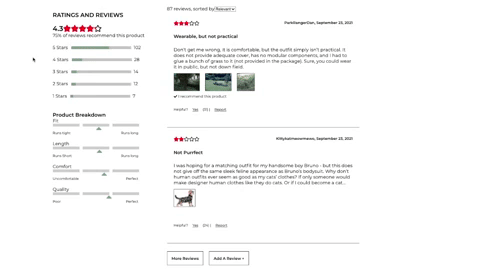 RATINGS AND REVIEWS
4.3
75% of reviews recommend this product
5 Stars 102
4 Stars 28
3 Stars 14
2 Stars 13
1 Stars 7
Product Breakdown
Fit
Runs tight Runs long
Length
Runs Short Runs long
Comfort
Uncomfortable Perfect
Quality
Poor Perfect
87 reviews, sorted by Relevant
ParkRangerDan, September 23, 2021
Wearable, but not practical
Don't get me wrong, it is comfortable, but the outfit simply isn't practical. It
does not provide adequate cover, has no modular components, and I had to
give a bunch of grass to it (not provided in the package). Sure, you could wear
it in public, but not down field.
✓ I recommend this product
Helpful? Yes (0) | Report
Kittykatmeowmews, September 23, 2021
Not Purrfect
I was hoping for a matching outfit for my handsome boy Bruno - but this does
not give off the same sleek feline appearance as Bruno's bodysuit. Why don't
human outfits ever seem as good as my cats' clothes? If only someone would
make designer human clothes like they do cats. Or if I could become a cat...
Helpful? Yes (0) | Report
More Reviews
Add A Review +